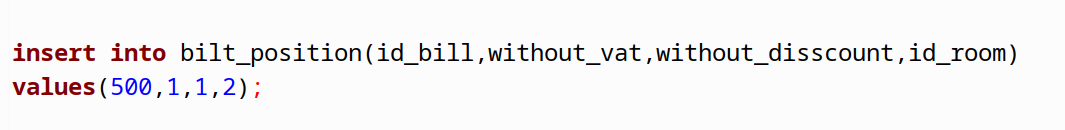 insert into bilt_position(id_bill,without_vat,without_disscount,id_room)
values(500,1,1,2);